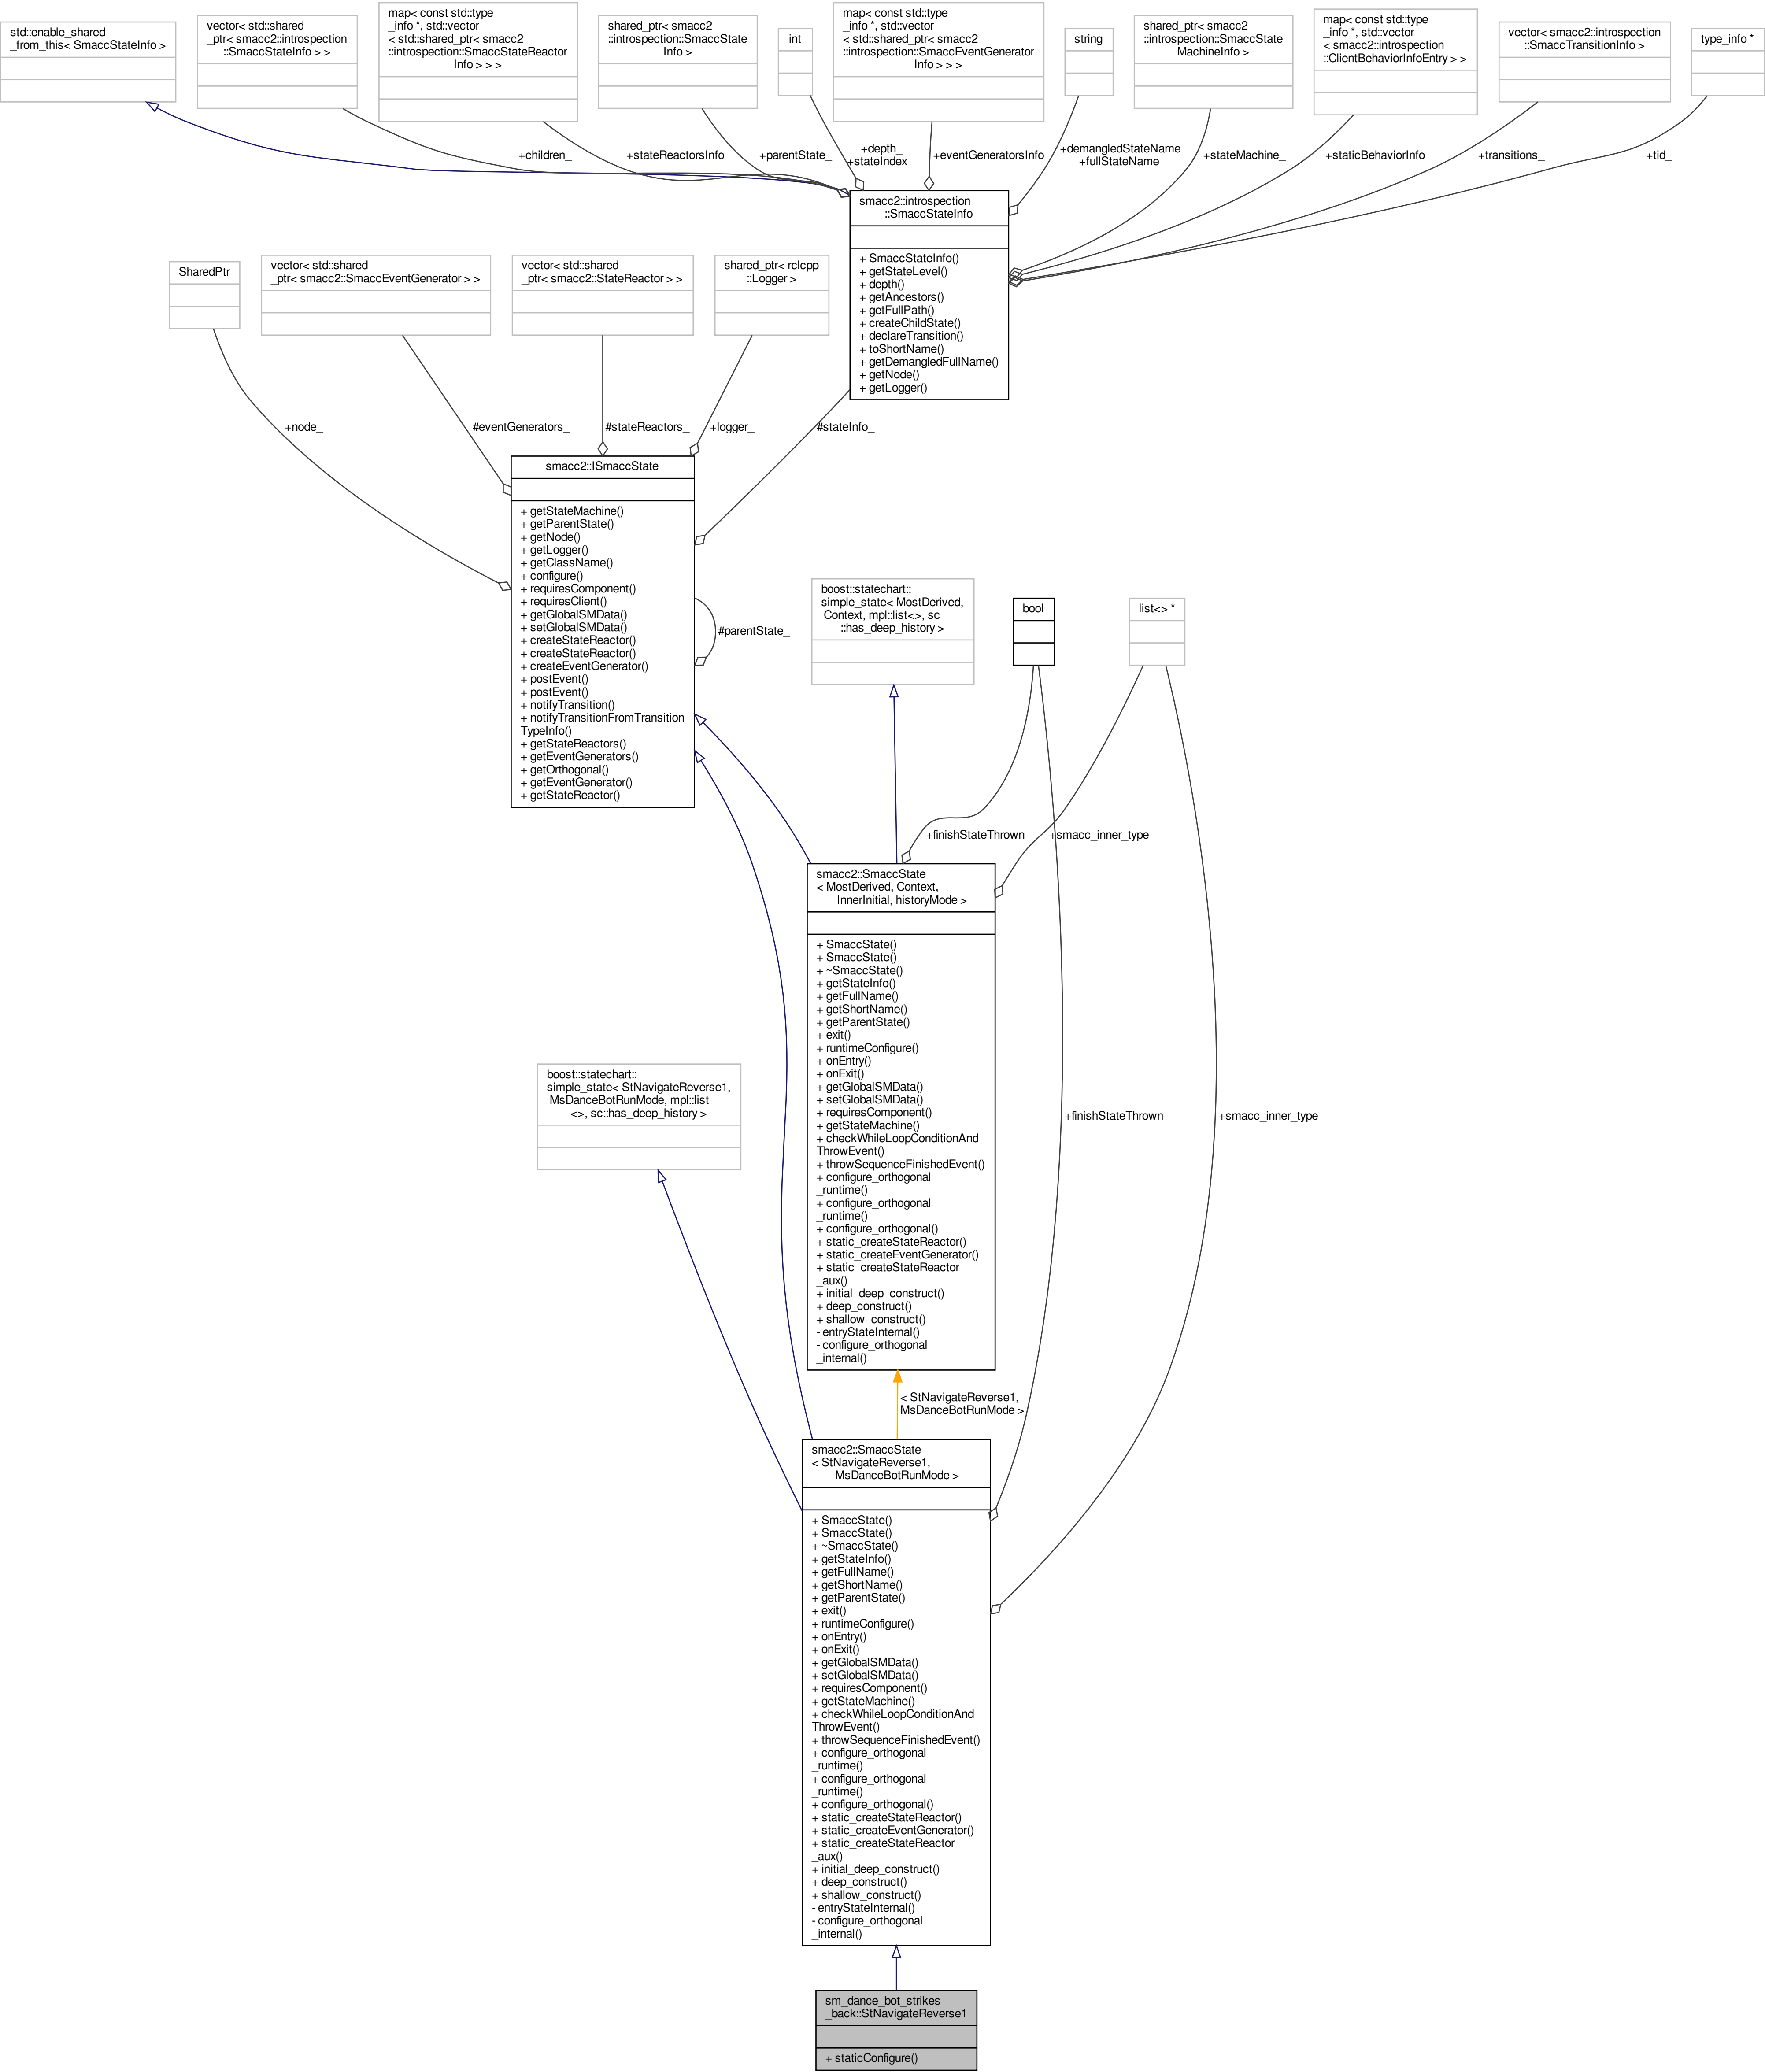 std::enable_shared
_from_this< SmaccStateInfo >
vector< std::shared
_ptr< smacc2::introspection
::SmaccStateInfo > >
map< const std::type
_info *, std::vector
< std::shared_ptr< smacc2
::introspection::SmaccStateReactor
Info > > >
shared_ptr< smacc2
::introspection::SmaccState
Info >
int
map< const std::type
_info *, std::vector
< std::shared_ptr< smacc2
::introspection::SmaccEventGenerator
Info > > >
string
shared_ptr< smacc2
::introspection::SmaccState
MachineInfo >
map< const std::type
_info *, std::vector
< smacc2::introspection
::ClientBehaviorInfoEntry > >
vector< smacc2::introspection
::SmaccTransitionInfo >
type_info *
+children_
+stateReactorsInfo
+parentState_
+depth_
+stateIndex_
+eventGeneratorsInfo
+demangledStateName
+fullStateName
+stateMachine_
+staticBehaviorInfo
+transitions_
+tid_
smacc2::introspection
::SmaccStateInfo
+ SmaccStateInfo()
+ getStateLevel()
+ depth()
+ getAncestors()
+ getFullPath()
+ createChildState()
+ declareTransition()
+ toShortName()
+ getDemangledFullName()
+ getNode()
+ getLogger()
SharedPtr
vector< std::shared
_ptr< smacc2::SmaccEventGenerator > >
vector< std::shared
_ptr< smacc2::StateReactor > >
shared_ptr< rclcpp
::Logger >
+node_
#eventGenerators_
#stateReactors_
+logger_
#stateInfo_
smacc2::ISmaccState
+ getStateMachine()
+ getParentState()
+ getNode()
+ getLogger()
+ getClassName()
+ configure()
+ requiresComponent()
+ requiresClient()
+ getGlobalSMData()
+ setGlobalSMData()
+ createStateReactor()
+ createStateReactor()
+ createEventGenerator()
+ postEvent()
+ postEvent()
+ notifyTransition()
+ notifyTransitionFromTransition
TypeInfo()
+ getStateReactors()
+ getEventGenerators()
+ getOrthogonal()
+ getEventGenerator()
+ getStateReactor()
#parentState_
boost::statechart::
simple_state< MostDerived,
Context, mpl::list<>, sc
::has_deep_history >
bool
list<> *
+finishStateThrown
+smacc_inner_type
smacc2::SmaccState
< MostDerived, Context,
InnerInitial, historyMode >
+ SmaccState()
+ SmaccState()
+ ~SmaccState()
+ getStateInfo()
+ getFullName()
+ getShortName()
+ getParentState()
+ exit()
+ runtimeConfigure()
+ onEntry()
+ onExit()
+ getGlobalSMData()
+ setGlobalSMData()
+ requiresComponent()
+ getStateMachine()
+ checkWhileLoopConditionAnd
ThrowEvent()
+ throwSequenceFinishedEvent()
+ configure_orthogonal
_runtime()
+ configure_orthogonal
_runtime()
+ configure_orthogonal()
+ static_createStateReactor()
+ static_createEventGenerator()
+ static_createStateReactor
_aux()
+ initial_deep_construct()
+ deep_construct()
+ shallow_construct()
- entryStateInternal()
- configure_orthogonal
_internal()
boost::statechart::
simple_state< StNavigateReverse1,
MsDanceBotRunMode, mpl::list
<>, sc::has_deep_history >
+finishStateThrown
+smacc_inner_type
< StNavigateReverse1,
MsDanceBotRunMode >
smacc2::SmaccState
< StNavigateReverse1,
MsDanceBotRunMode >
+ SmaccState()
+ SmaccState()
+ ~SmaccState()
+ getStateInfo()
+ getFullName()
+ getShortName()
+ getParentState()
+ exit()
+ runtimeConfigure()
+ onEntry()
+ onExit()
+ getGlobalSMData()
+ setGlobalSMData()
+ requiresComponent()
+ getStateMachine()
+ checkWhileLoopConditionAnd
ThrowEvent()
+ throwSequenceFinishedEvent()
+ configure_orthogonal
_runtime()
+ configure_orthogonal
_runtime()
+ configure_orthogonal()
+ static_createStateReactor()
+ static_createEventGenerator()
+ static_createStateReactor
_aux()
+ initial_deep_construct()
+ deep_construct()
+ shallow_construct()
- entryStateInternal()
- configure_orthogonal
_internal()
sm_dance_bot_strikes
_back::StNavigateReverse1
+ staticConfigure()